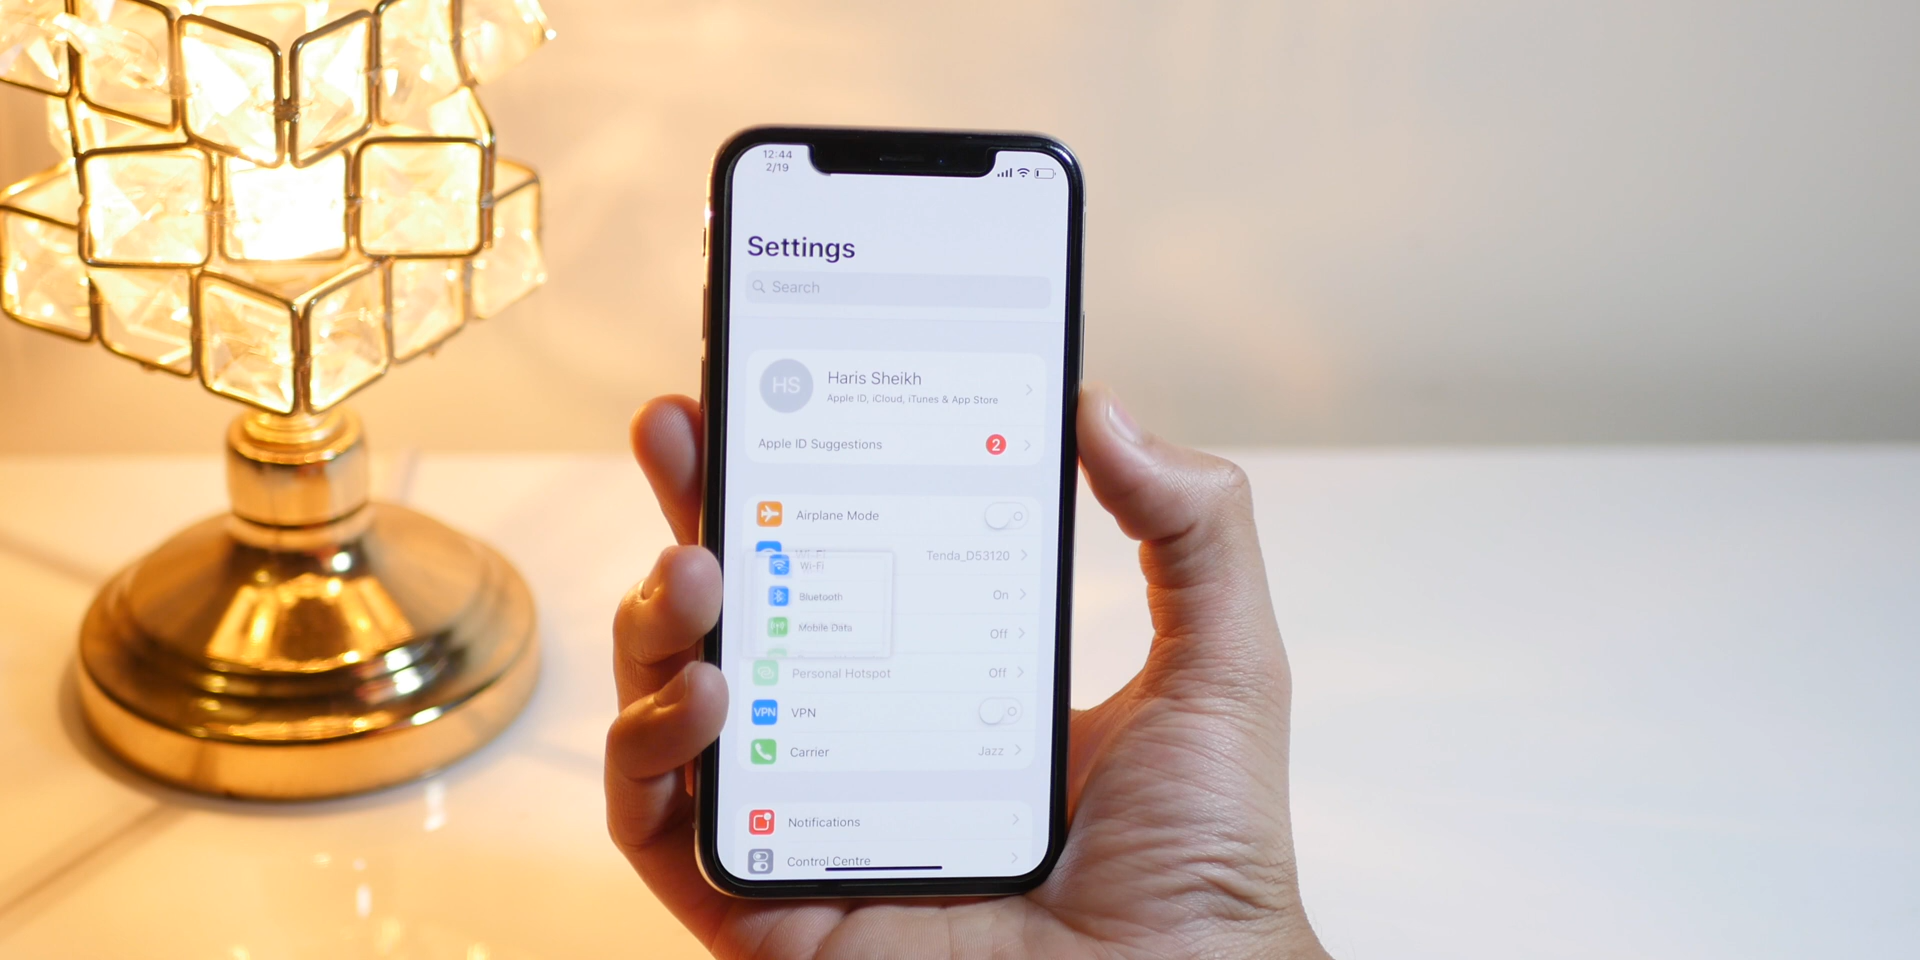 12:44
2/19
Settings
Search
HS
Haris Sheikh
Apple ID, iCloud, iTunes & App Store
Apple ID Suggestions 2
Airplane Mode
Wi-Fi Tenda_D53120
Wi-Fi
Bluetooth On
Mobile Data Off
Personal Hotspot Off
VPN VPN
Carrier Jazz
Notifications
Control Centre